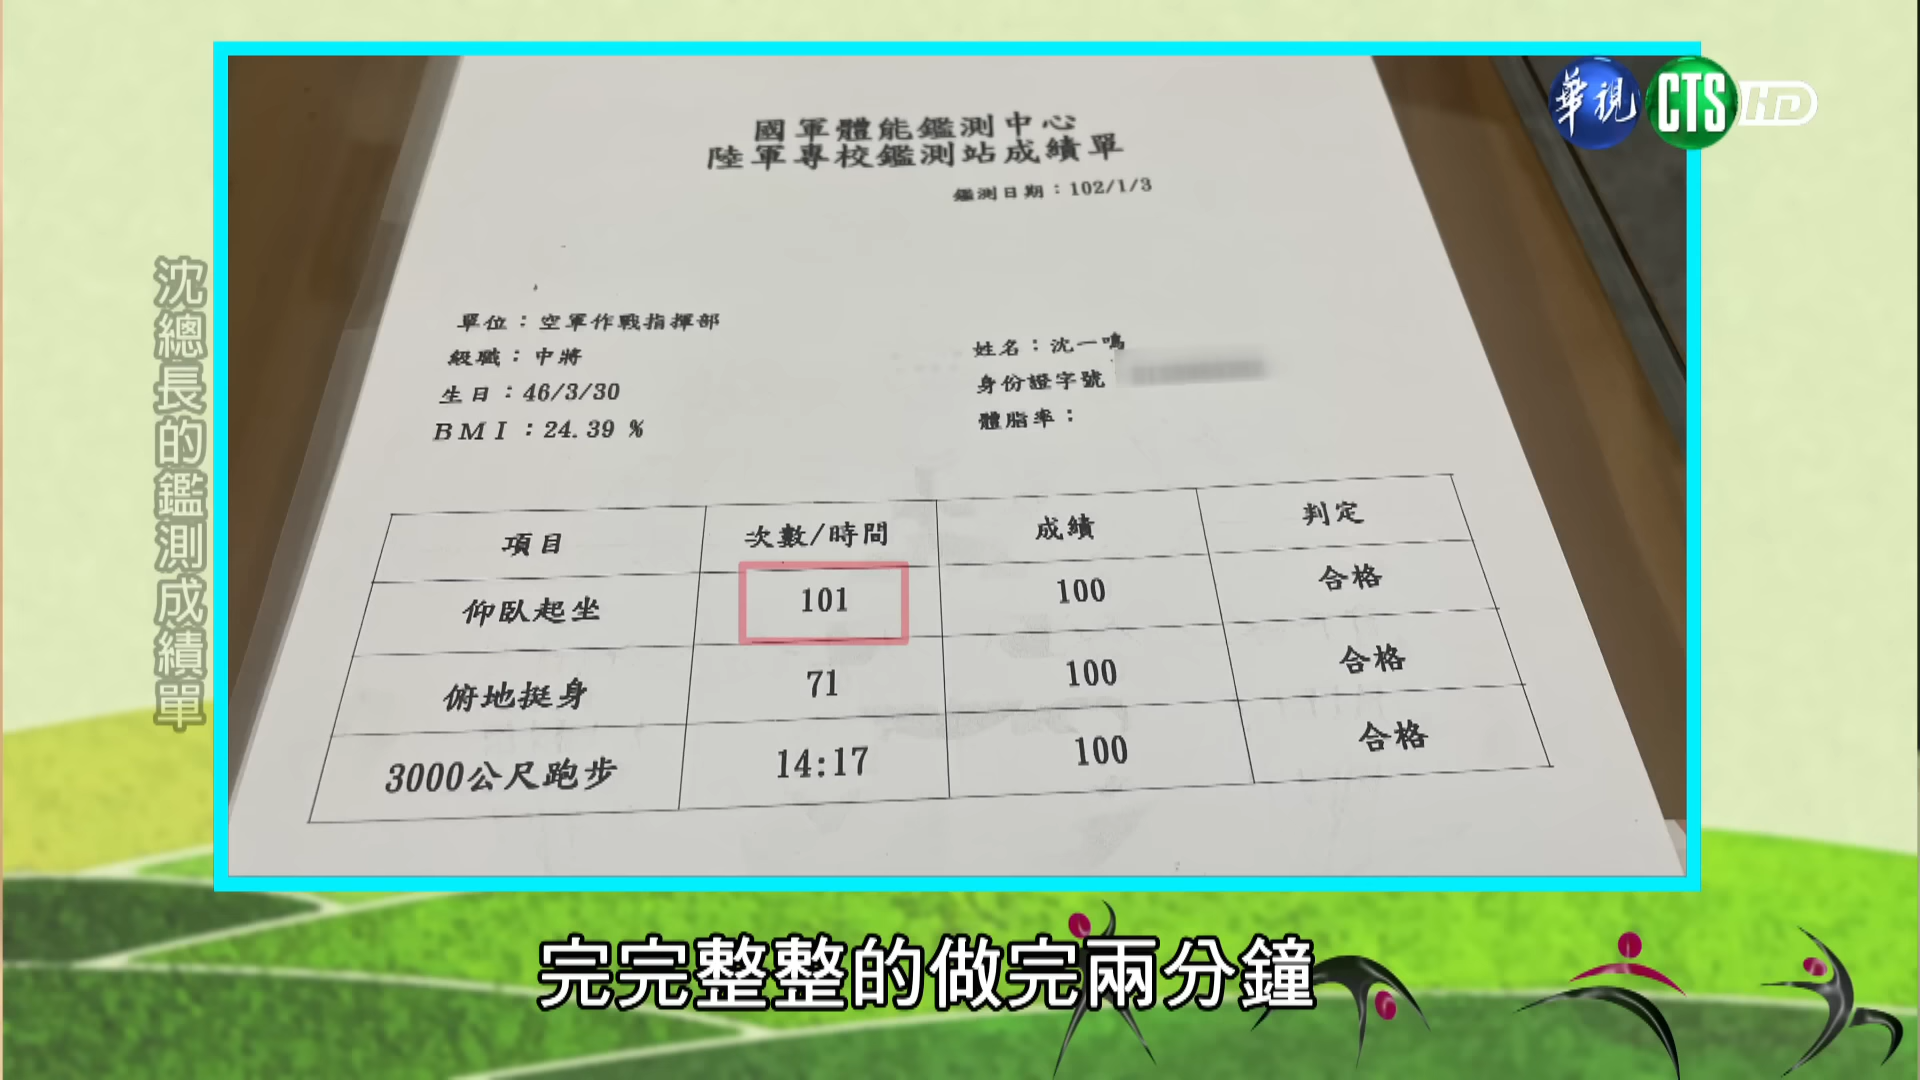 華視 CTS HD
國軍體能鑑測中心
陸軍專校鑑測站成績單
鑑測日期：102/1/3
單位：空軍作戰指揮部
級職：中將
生日：46/3/30
BMI：24.39 %
姓名：沈一鳴
身份證字號
體脂率：
項目 次數/時間 成績 判定
仰臥起坐 101 100 合格
俯地挺身 71 100 合格
3000公尺跑步 14:17 100 合格
沈總長的鑑測成績單
完完整整的做完兩分鐘